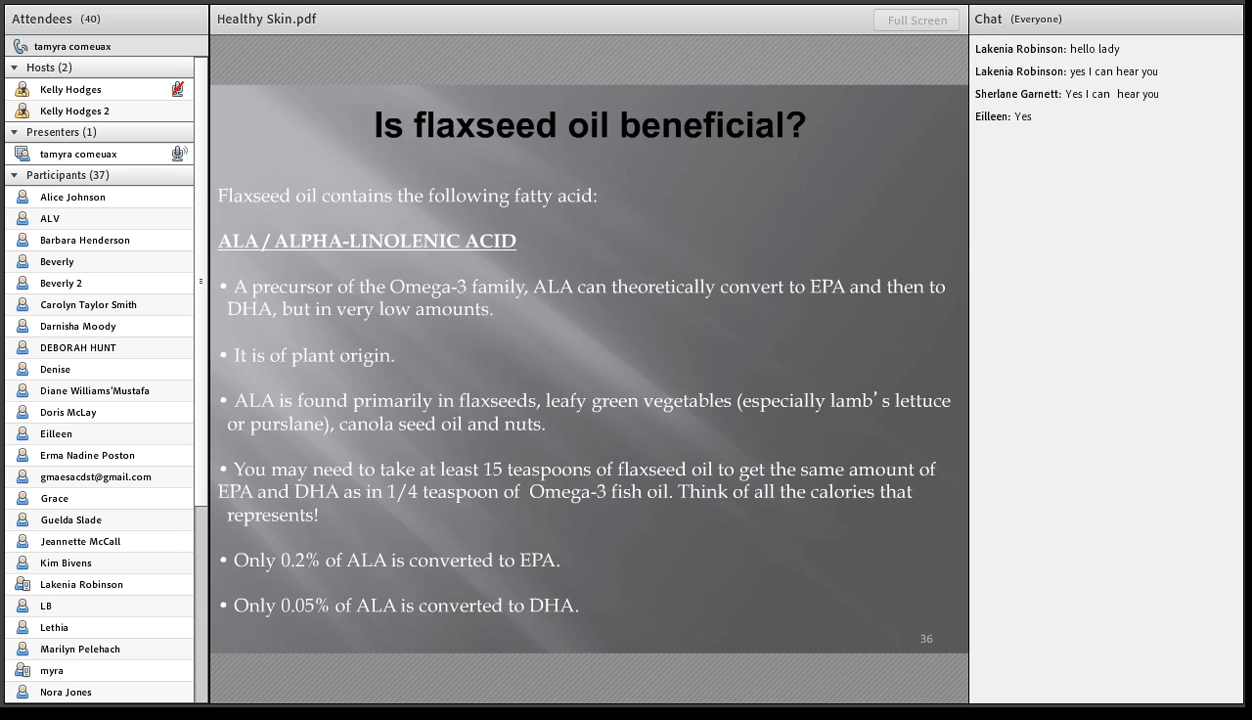 Attendees (40)
tamyra comeuax
Hosts (2)
Kelly Hodges
Kelly Hodges 2
Presenters (1)
tamyra comeuax
Participants (37)
Alice Johnson
ALV
Barbara Henderson
Beverly
Beverly 2
Carolyn Taylor Smith
Darnisha Moody
DEBORAH HUNT
Denise
Diane Williams'Mustafa
Doris McLay
Eilleen
Erma Nadine Poston
gmaesacdst@gmail.com
Grace
Guelda Slade
Jeannette McCall
Kim Bivens
Lakenia Robinson
LB
Lethia
Marilyn Pelehach
myra
Nora Jones
Healthy Skin.pdf
Full Screen
Is flaxseed oil beneficial?
Flaxseed oil contains the following fatty acid:
ALA / ALPHA-LINOLENIC ACID
• A precursor of the Omega-3 family, ALA can theoretically convert to EPA and then to
DHA, but in very low amounts.
• It is of plant origin.
• ALA is found primarily in flaxseeds, leafy green vegetables (especially lamb's lettuce
or purslane), canola seed oil and nuts.
• You may need to take at least 15 teaspoons of flaxseed oil to get the same amount of
EPA and DHA as in 1/4 teaspoon of Omega-3 fish oil. Think of all the calories that
represents!
• Only 0.2% of ALA is converted to EPA.
• Only 0.05% of ALA is converted to DHA.
36
Chat (Everyone)
Lakenia Robinson: hello lady
Lakenia Robinson: yes I can hear you
Sherlane Garnett: Yes I can hear you
Eilleen: Yes